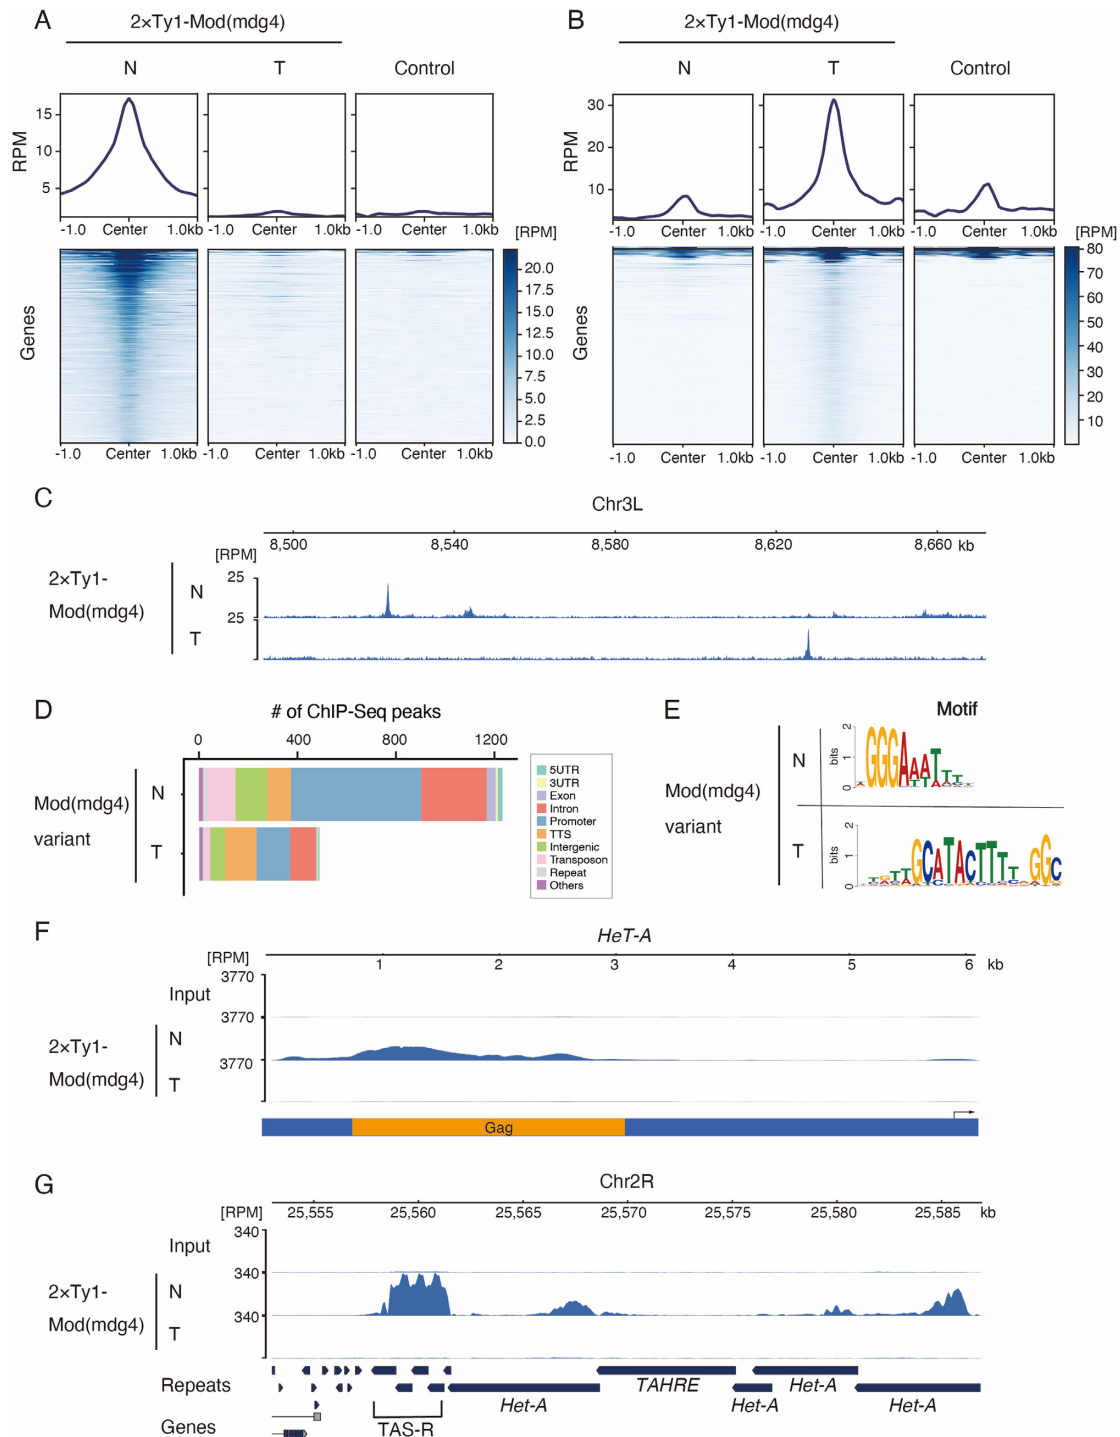 A
2×Ty1-Mod(mdg4)
N
T
Control
RPM
15
10
5
-1.0 Center 1.0kb
-1.0 Center 1.0kb
-1.0 Center 1.0kb
[RPM]
Genes
20.0
17.5
15.0
12.5
10.0
7.5
5.0
2.5
0.0
-1.0 Center 1.0kb
-1.0 Center 1.0kb
-1.0 Center 1.0kb
B
2×Ty1-Mod(mdg4)
N
T
Control
RPM
30
20
10
-1.0 Center 1.0kb
-1.0 Center 1.0kb
-1.0 Center 1.0kb
[RPM]
Genes
80
70
60
50
40
30
20
10
-1.0 Center 1.0kb
-1.0 Center 1.0kb
-1.0 Center 1.0kb
C
Chr3L
8,500 8,540 8,580 8,620 8,660 kb
[RPM]
2×Ty1-
Mod(mdg4)
N
25
T
25
D
# of ChIP-Seq peaks
0 400 800 1200
Mod(mdg4)
variant
N
T
5UTR
3UTR
Exon
Intron
Promoter
TTS
Intergenic
Transposon
Repeat
Others
E
Motif
Mod(mdg4)
variant
N
2
1
0
bits
GGGAAATT
T
2
1
0
bits
GCATACTTT GGC
F
HeT-A
[RPM]
1 2 3 4 5 6 kb
3770
Input
3770
2×Ty1-
Mod(mdg4)
N
3770
T
Gag
G
Chr2R
[RPM]
25,555 25,560 25,565 25,570 25,575 25,580 25,585 kb
340
Input
340
2×Ty1-
Mod(mdg4)
N
340
T
Repeats
Het-A
TAHRE
Het-A
Het-A
Het-A
Genes
TAS-R